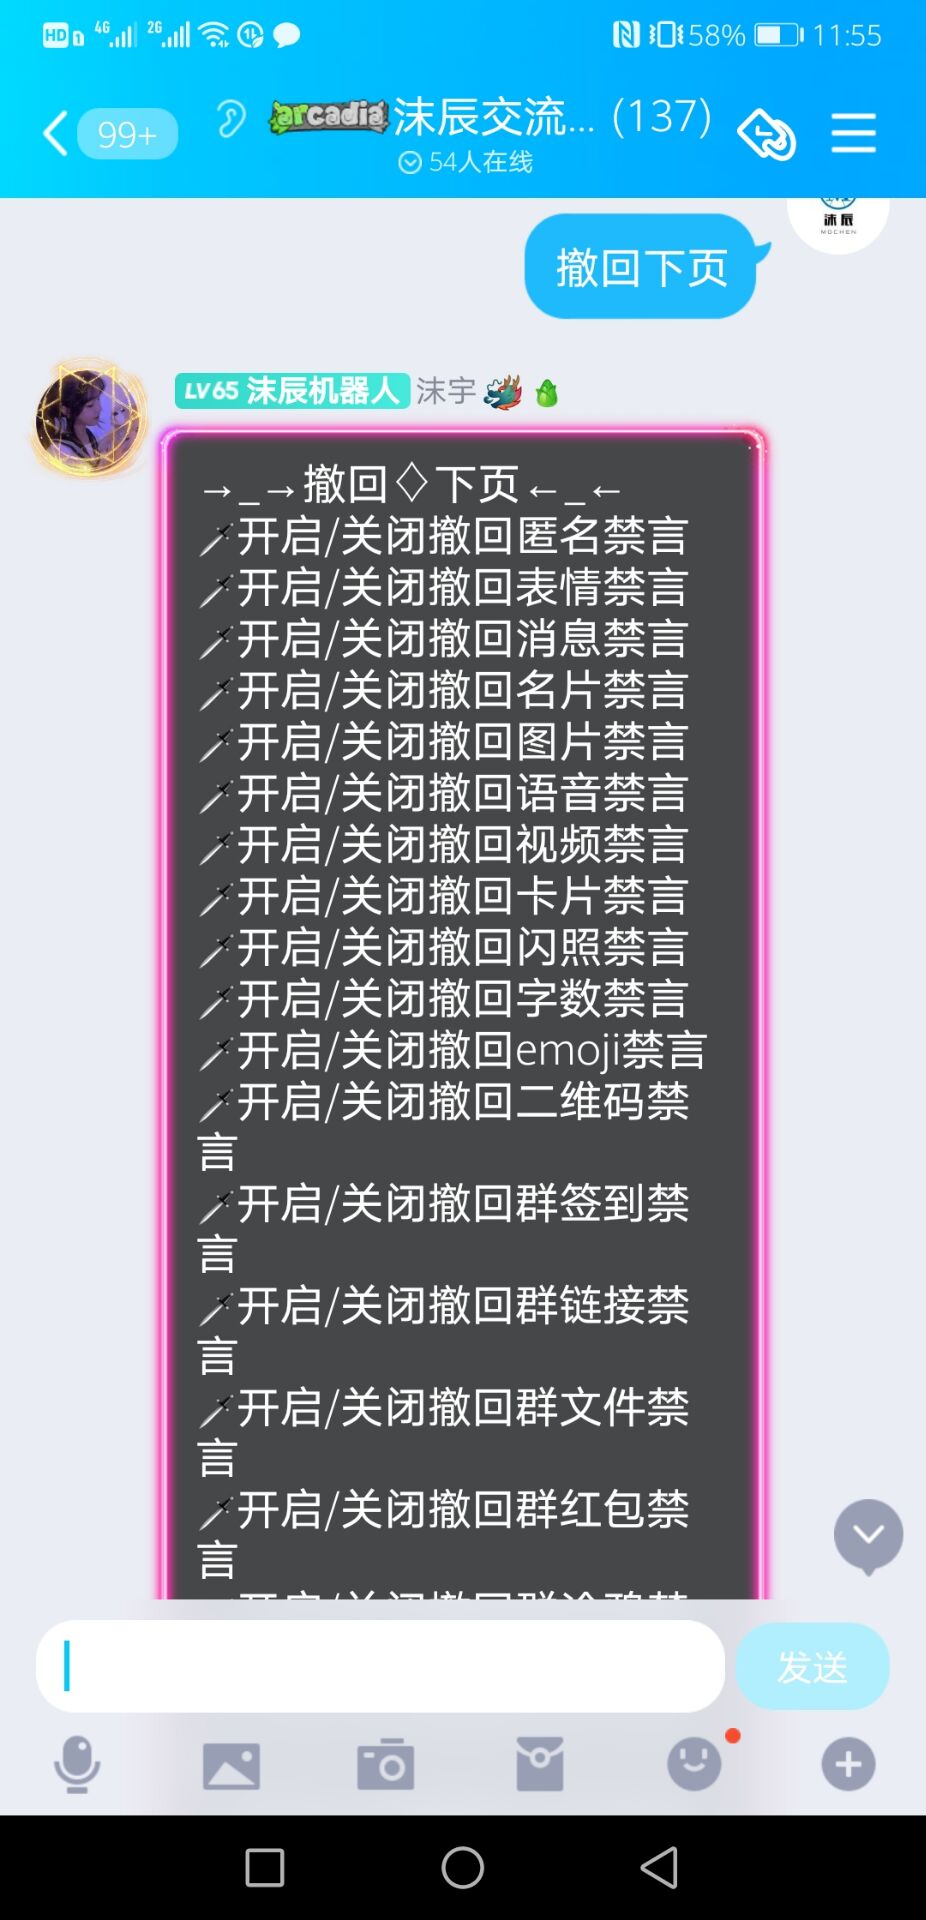 HD 1 4G 2G 58% 11:55
99+ arcadia 沫辰交流... (137)
54人在线
沫辰
MOCHEN
撤回下页
LV65 沫辰机器人 沫宇
→_→撤回♢下页←_←
开启/关闭撤回匿名禁言
开启/关闭撤回表情禁言
开启/关闭撤回消息禁言
开启/关闭撤回名片禁言
开启/关闭撤回图片禁言
开启/关闭撤回语音禁言
开启/关闭撤回视频禁言
开启/关闭撤回卡片禁言
开启/关闭撤回闪照禁言
开启/关闭撤回字数禁言
开启/关闭撤回emoji禁言
开启/关闭撤回二维码禁
言
开启/关闭撤回群签到禁
言
开启/关闭撤回群链接禁
言
开启/关闭撤回群文件禁
言
开启/关闭撤回群红包禁
言
发送